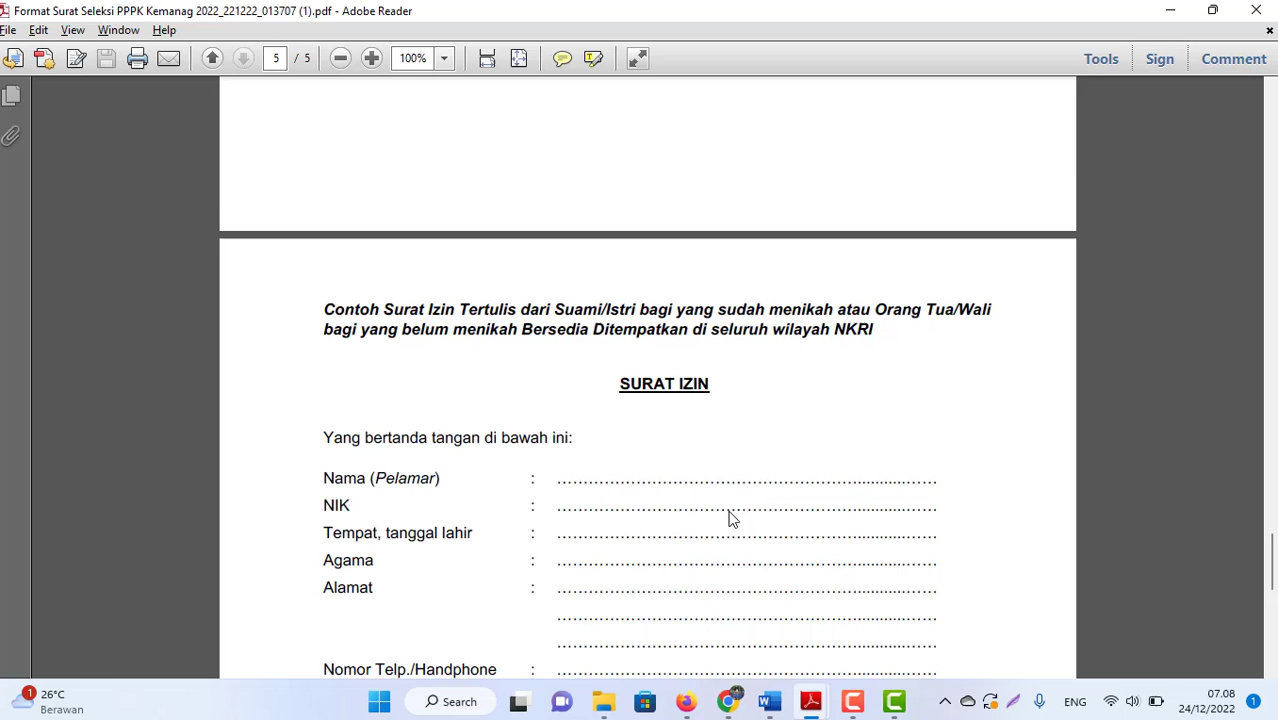 Format Surat Seleksi PPPK Kemanag 2022_221222_013707 (1).pdf - Adobe Reader
File Edit View Window Help
5 / 5 100% Tools Sign Comment
Contoh Surat Izin Tertulis dari Suami/Istri bagi yang sudah menikah atau Orang Tua/Wali
bagi yang belum menikah Bersedia Ditempatkan di seluruh wilayah NKRI
SURAT IZIN
Yang bertanda tangan di bawah ini:
Nama (Pelamar) : ……………………………………………………..........……
NIK : ……………………………………………………..........……
Tempat, tanggal lahir : ……………………………………………………..........……
Agama : ……………………………………………………..........……
Alamat : ……………………………………………………..........……
……………………………………………………..........……
……………………………………………………..........……
Nomor Telp./Handphone : ……………………………………………………..........……
1 26°C
Berawan
Search
ENG
07.08
24/12/2022
1